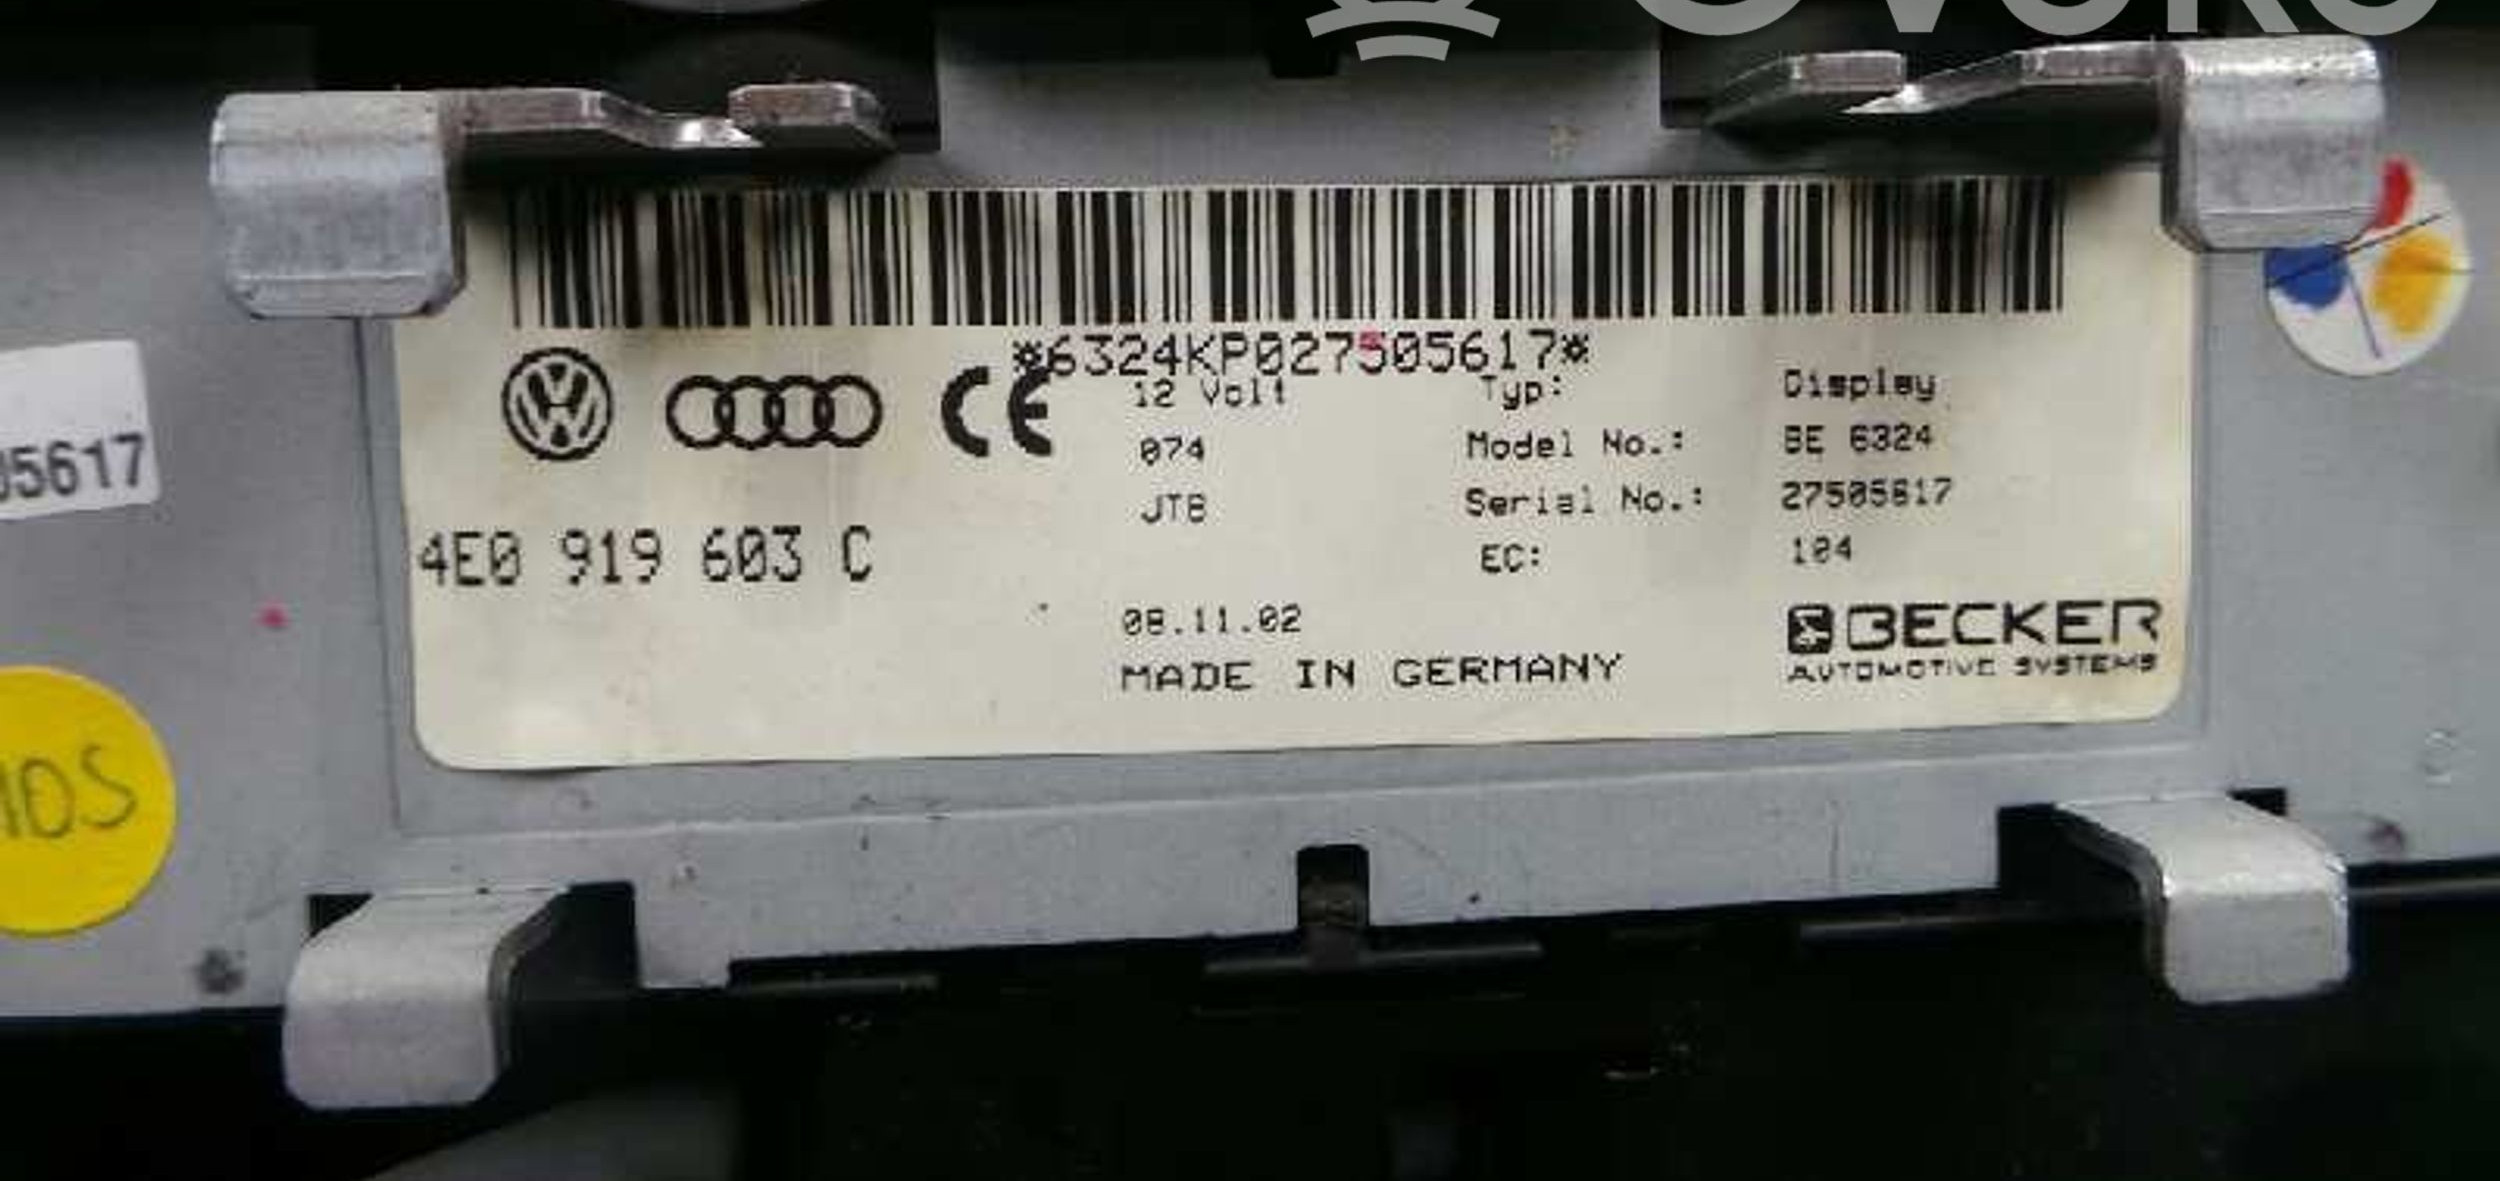 *6324KP027505617*
12 Volt Typ: Display
074 Model No.: BE 6324
JTB Serial No.: 27505617
EC: 104
4E0 919 603 C
08.11.02
MADE IN GERMANY
BECKER
AUTOMOTIVE SYSTEMS
CE
05617